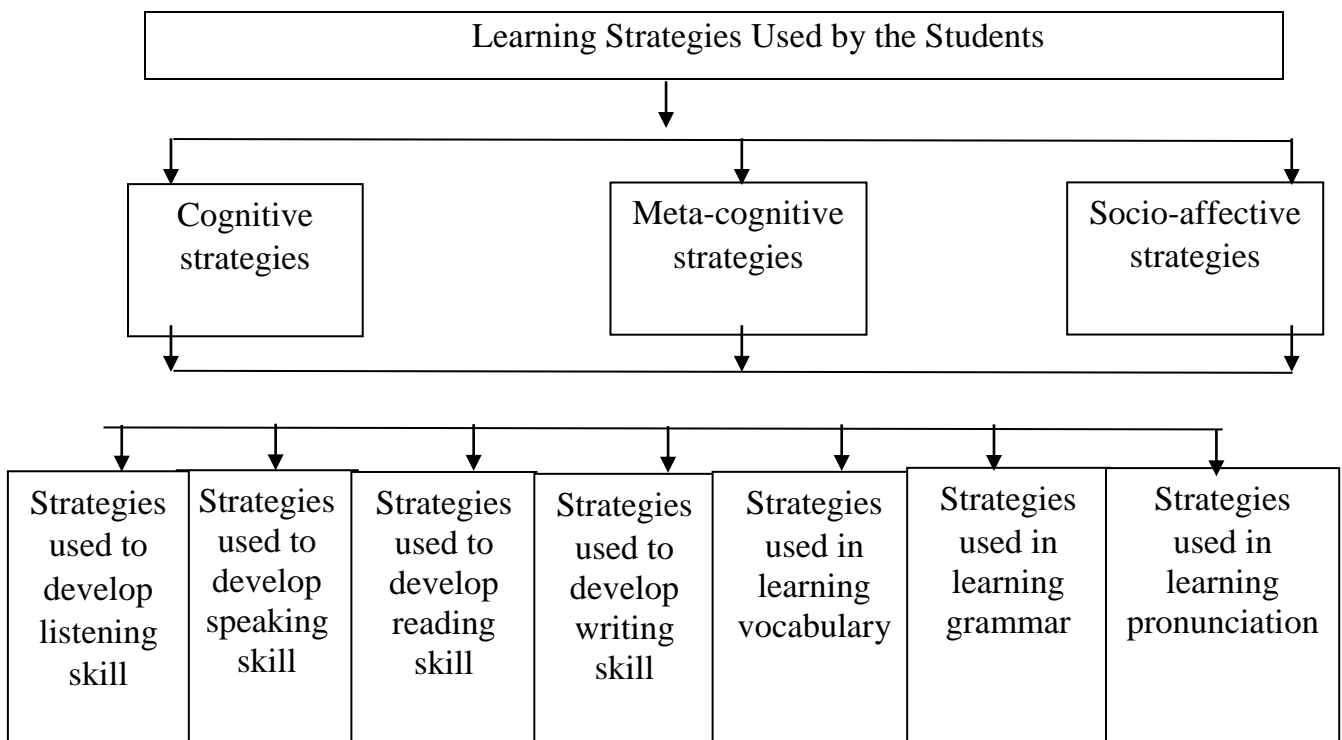 Learning Strategies Used by the Students
Cognitive
strategies
Meta-cognitive
strategies
Socio-affective
strategies
Strategies
used to
develop
listening
skill
Strategies
used to
develop
speaking
skill
Strategies
used to
develop
reading
skill
Strategies
used to
develop
writing
skill
Strategies
used in
learning
vocabulary
Strategies
used in
learning
grammar
Strategies
used in
learning
pronunciation